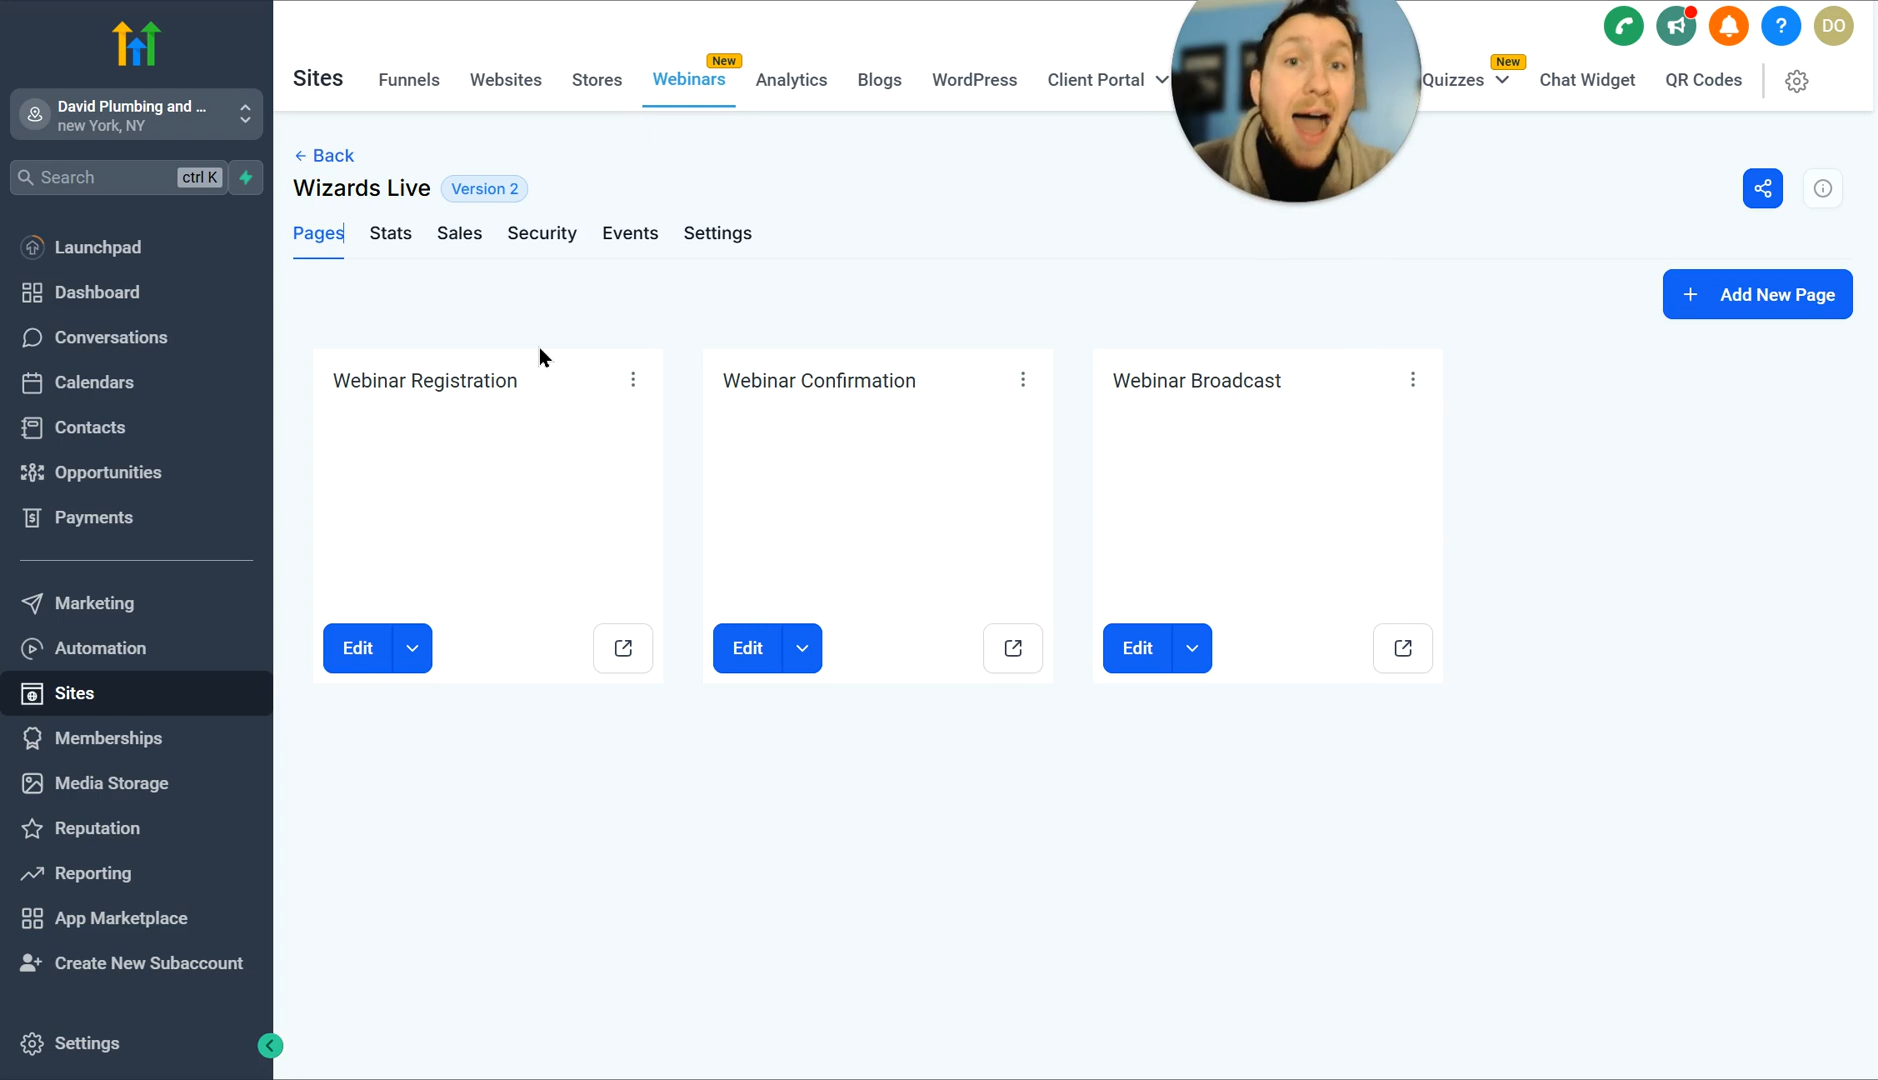 David Plumbing and ...
new York, NY
Search
ctrl K
Launchpad
Dashboard
Conversations
Calendars
Contacts
Opportunities
Payments
Marketing
Automation
Sites
Memberships
Media Storage
Reputation
Reporting
App Marketplace
Create New Subaccount
Settings
DO
New
New
Sites
Funnels
Websites
Stores
Webinars
Analytics
Blogs
WordPress
Client Portal
Quizzes
Chat Widget
QR Codes
← Back
Wizards Live
Version 2
Pages
Stats
Sales
Security
Events
Settings
+ Add New Page
Webinar Registration
Edit
Webinar Confirmation
Edit
Webinar Broadcast
Edit